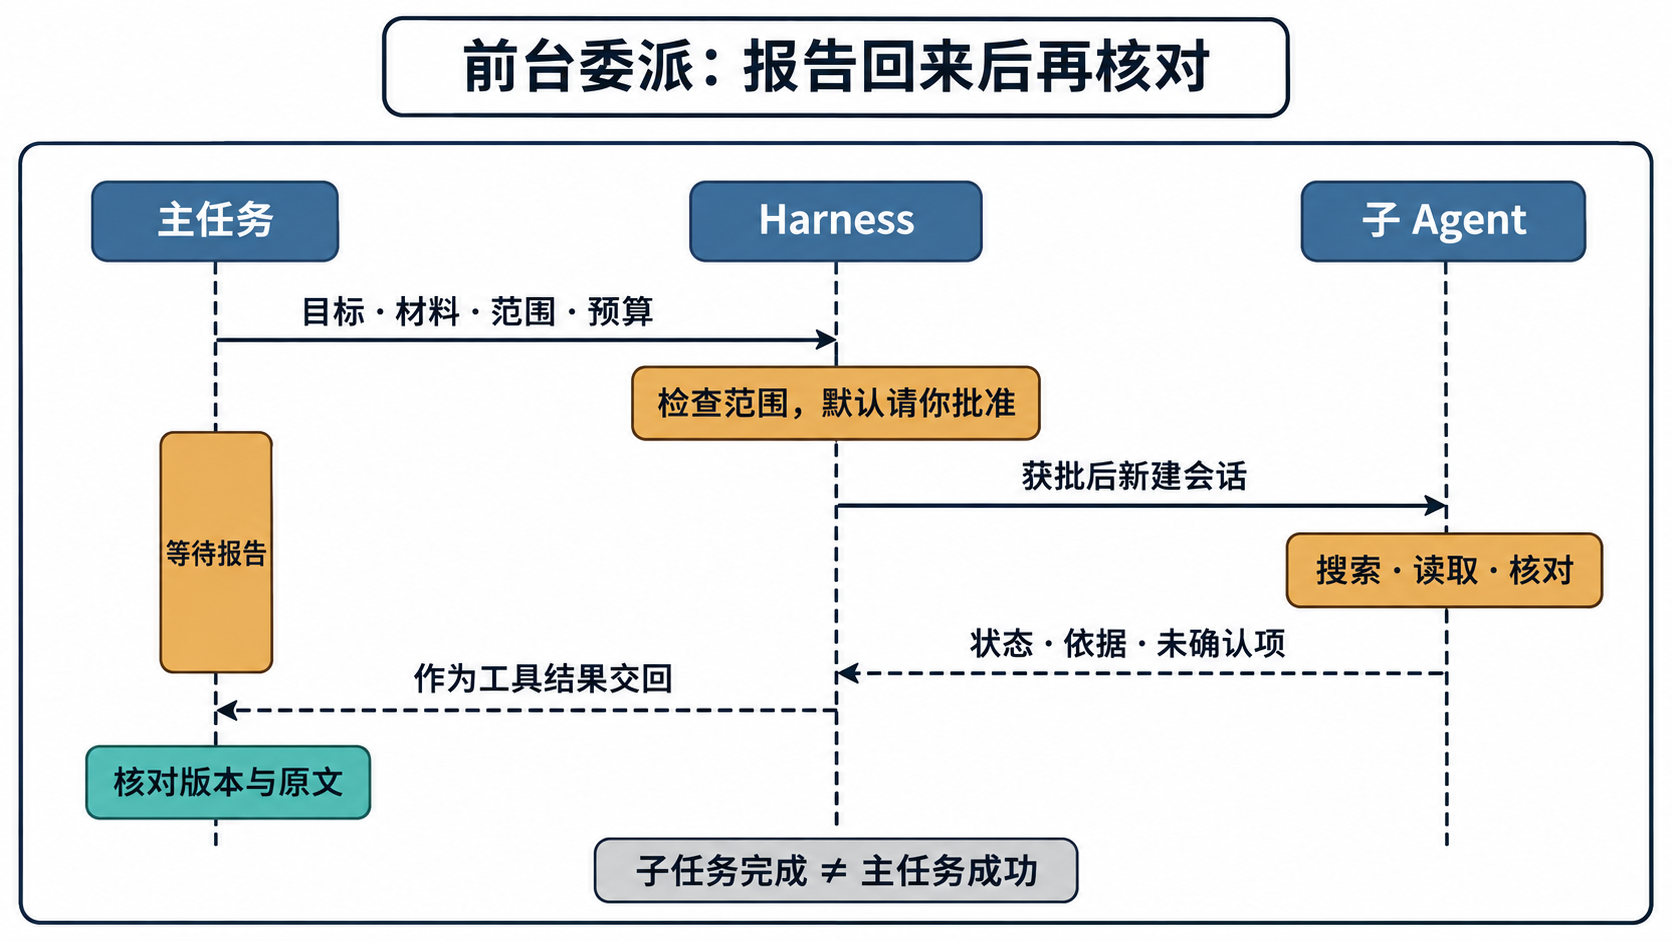 前台委派：报告回来后再核对
主任务
Harness
子 Agent
目标·材料·范围·预算
检查范围，默认请你批准
获批后新建会话
等待报告
搜索·读取·核对
状态·依据·未确认项
作为工具结果交回
核对版本与原文
子任务完成 ≠ 主任务成功